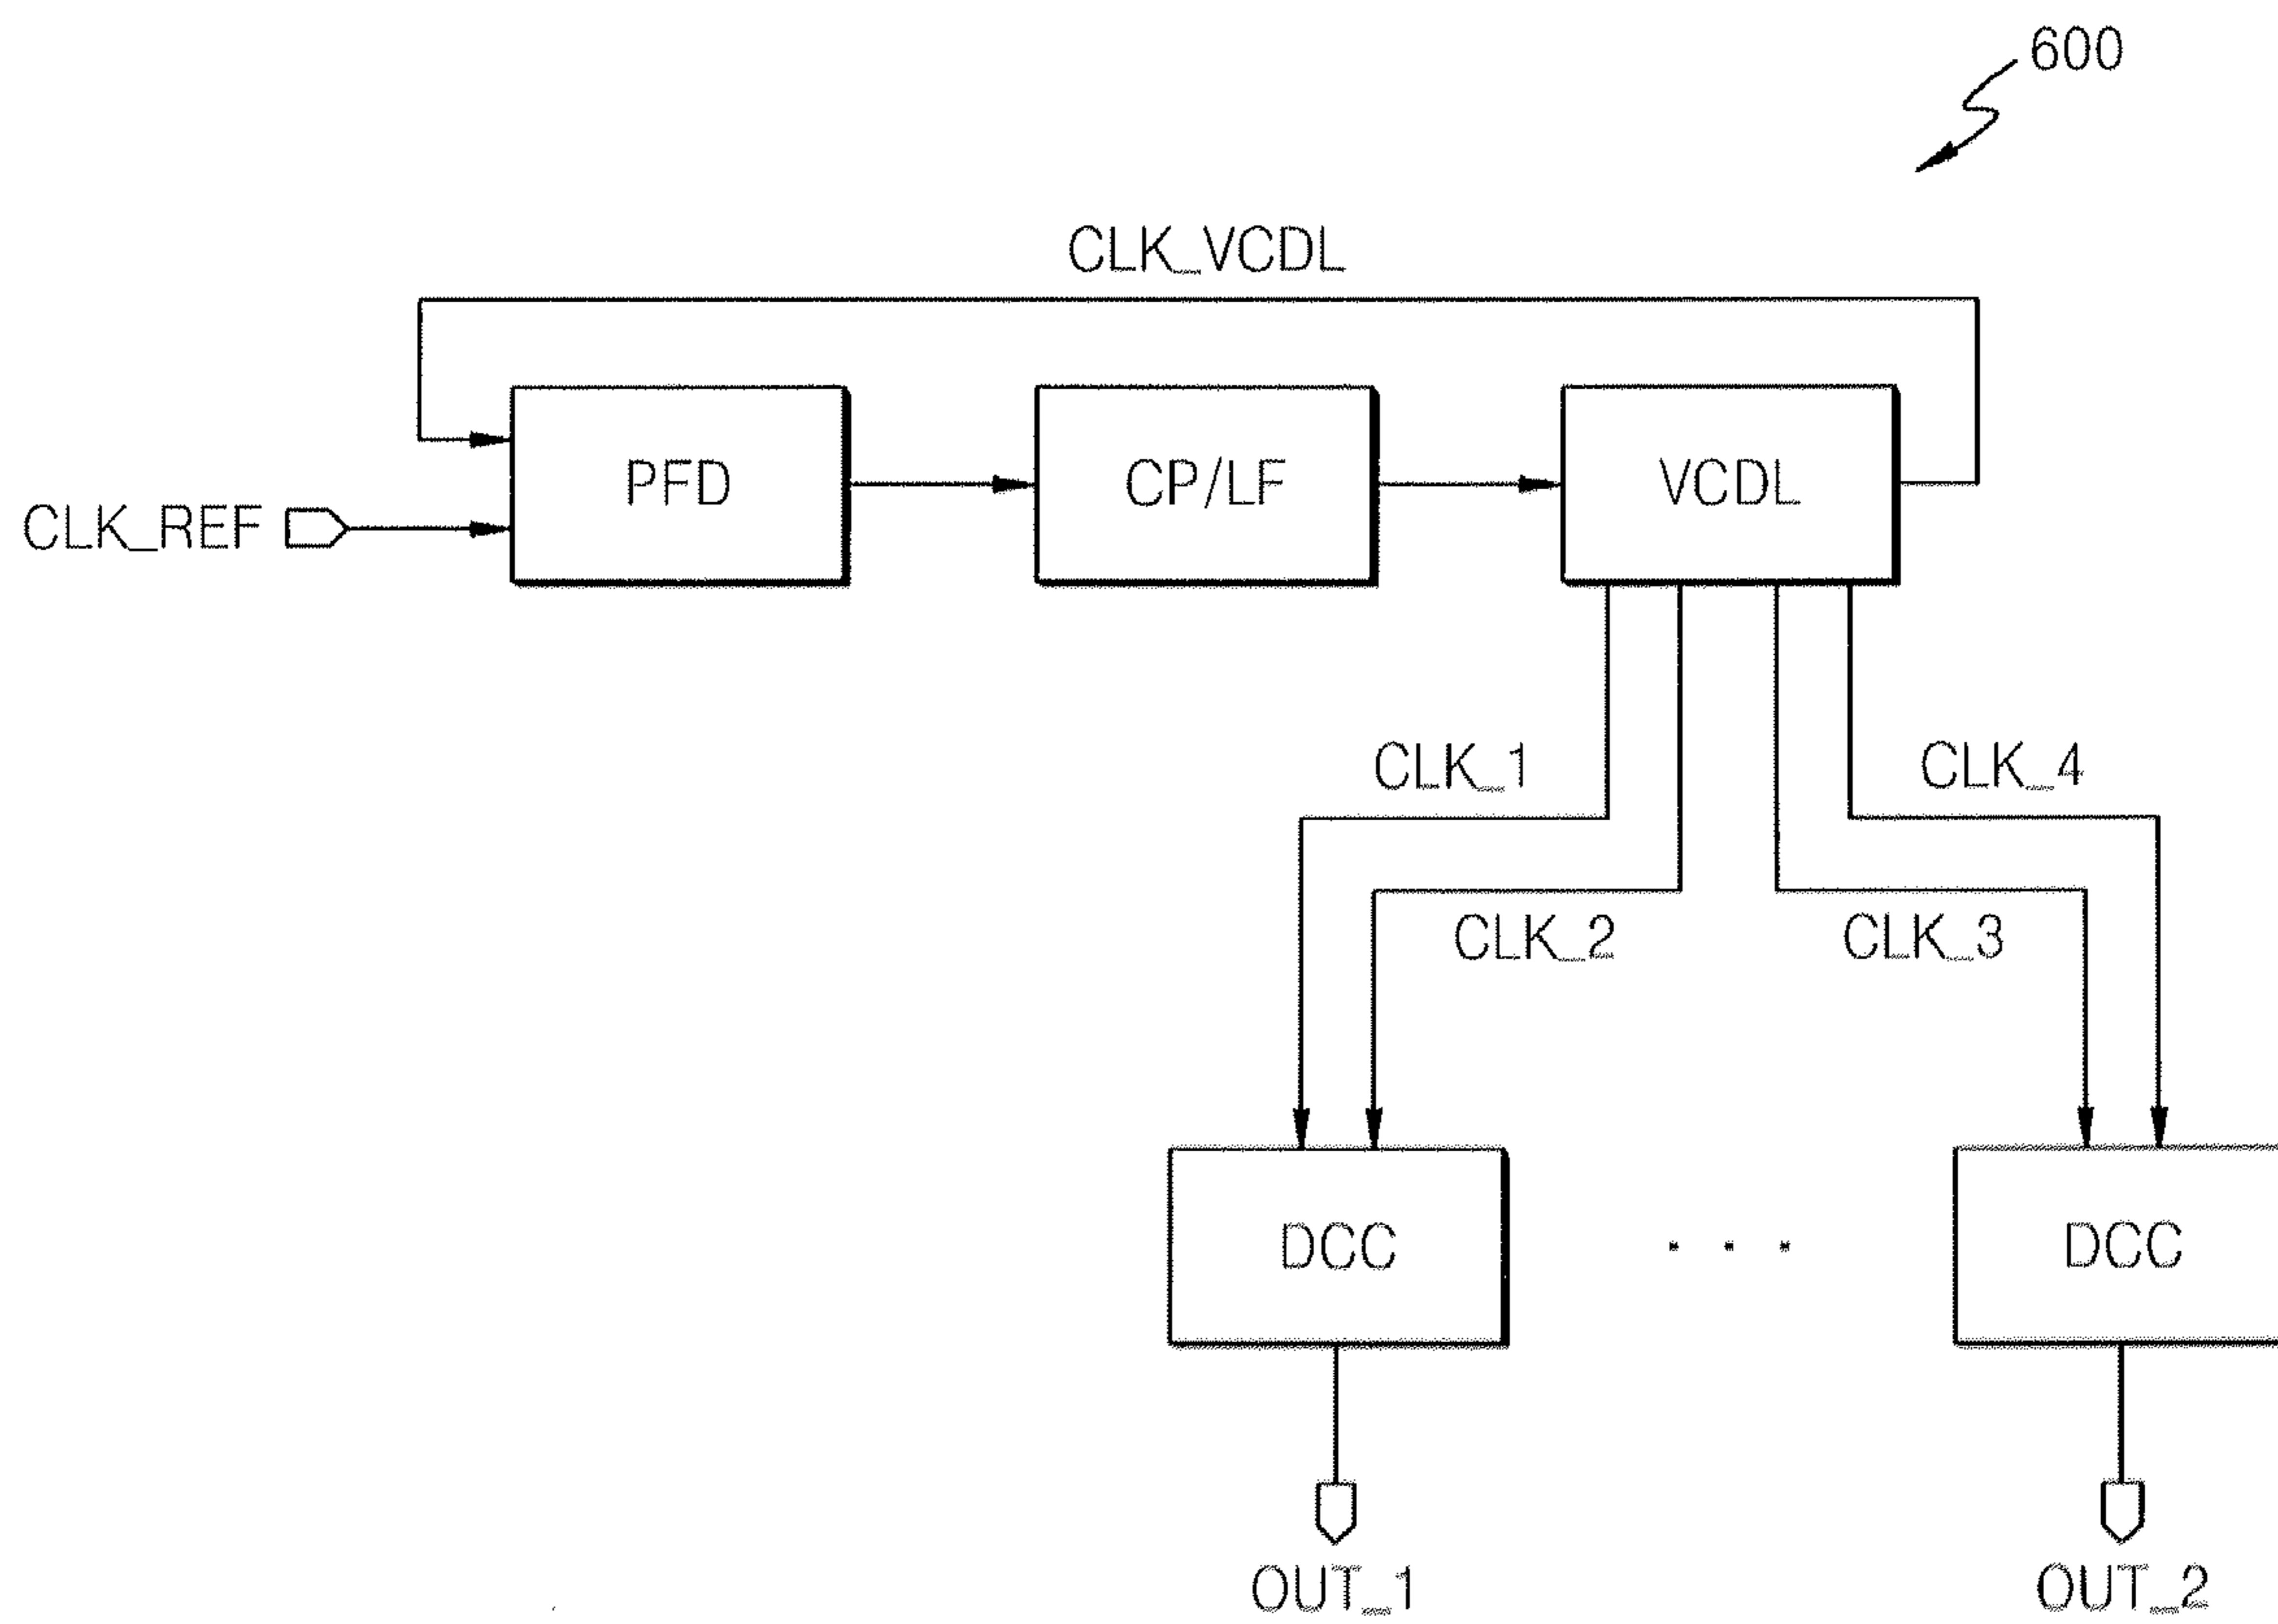 600
CLK_VCDL
PFD
CP/LF
VCDL
CLK_REF
CLK_1
CLK_4
CLK_2
CLK_3
DCC
. . .
DCC
OUT_1
OUT_2